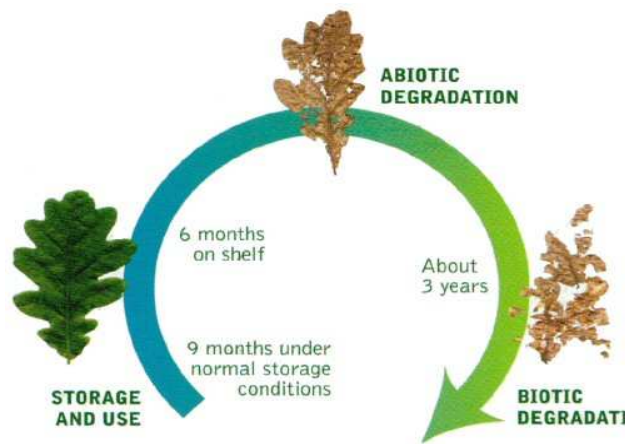 ABIOTIC
DEGRADATION
6 months
on shelf
About
3 years
9 months under
normal storage
conditions
STORAGE
AND USE
BIOTIC
DEGRADATI